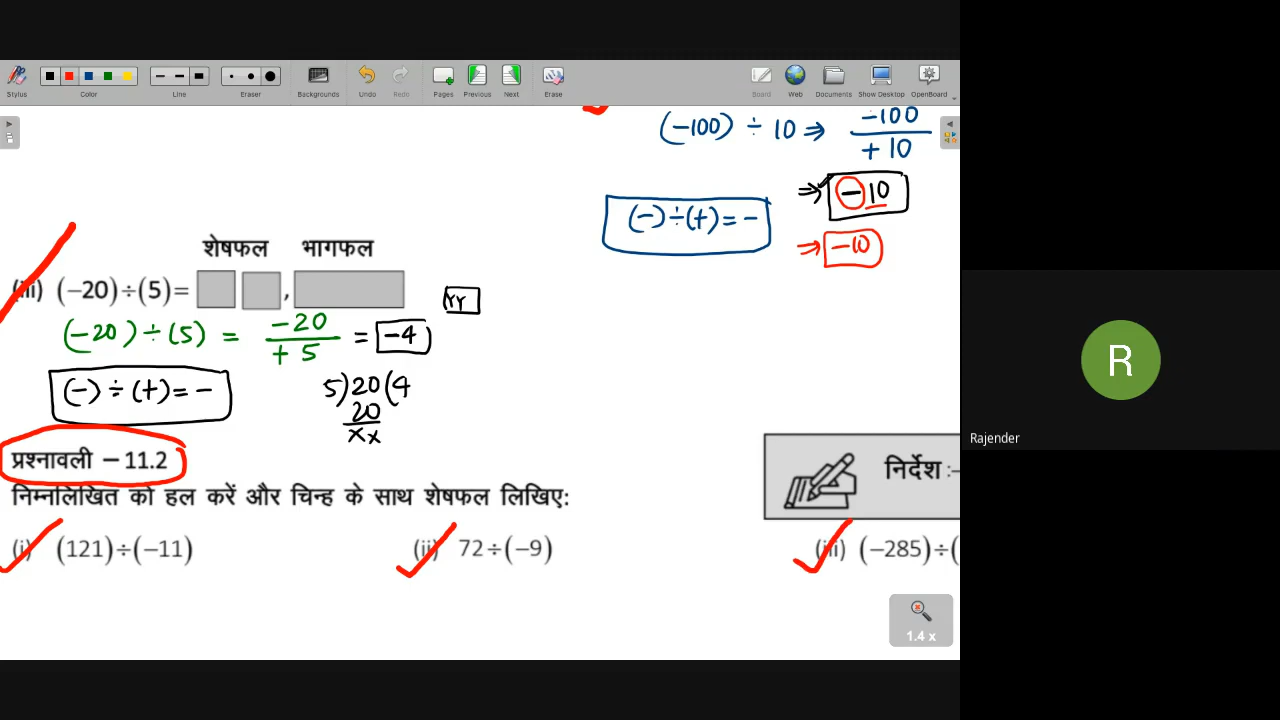 Stylus Color Line Eraser Backgrounds Undo Redo Pages Previous Next Erase Board Web Documents Show Desktop OpenBoard
(-100) ÷ 10 ⇒ -100 / +10
⇒ -10
(-) ÷ (+) = -
⇒ -10
शेषफल भागफल
(iii) (−20)÷(5)= ,
(-20) ÷ (5) = -20 / +5 = -4
(-) ÷ (+) = -
5)20(4
20
xx
प्रश्नावली – 11.2
निर्देश :-
निम्नलिखित को हल करें और चिन्ह के साथ शेषफल लिखिए:
(i) (121)÷(−11) (ii) 72÷(−9) (iii) (−285)÷(
1.4 x
R
Rajender